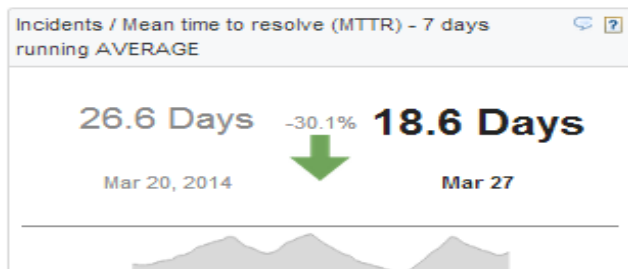 Incidents / Mean time to resolve (MTTR) - 7 days
running AVERAGE
26.6 Days -30.1% 18.6 Days
Mar 20, 2014 Mar 27